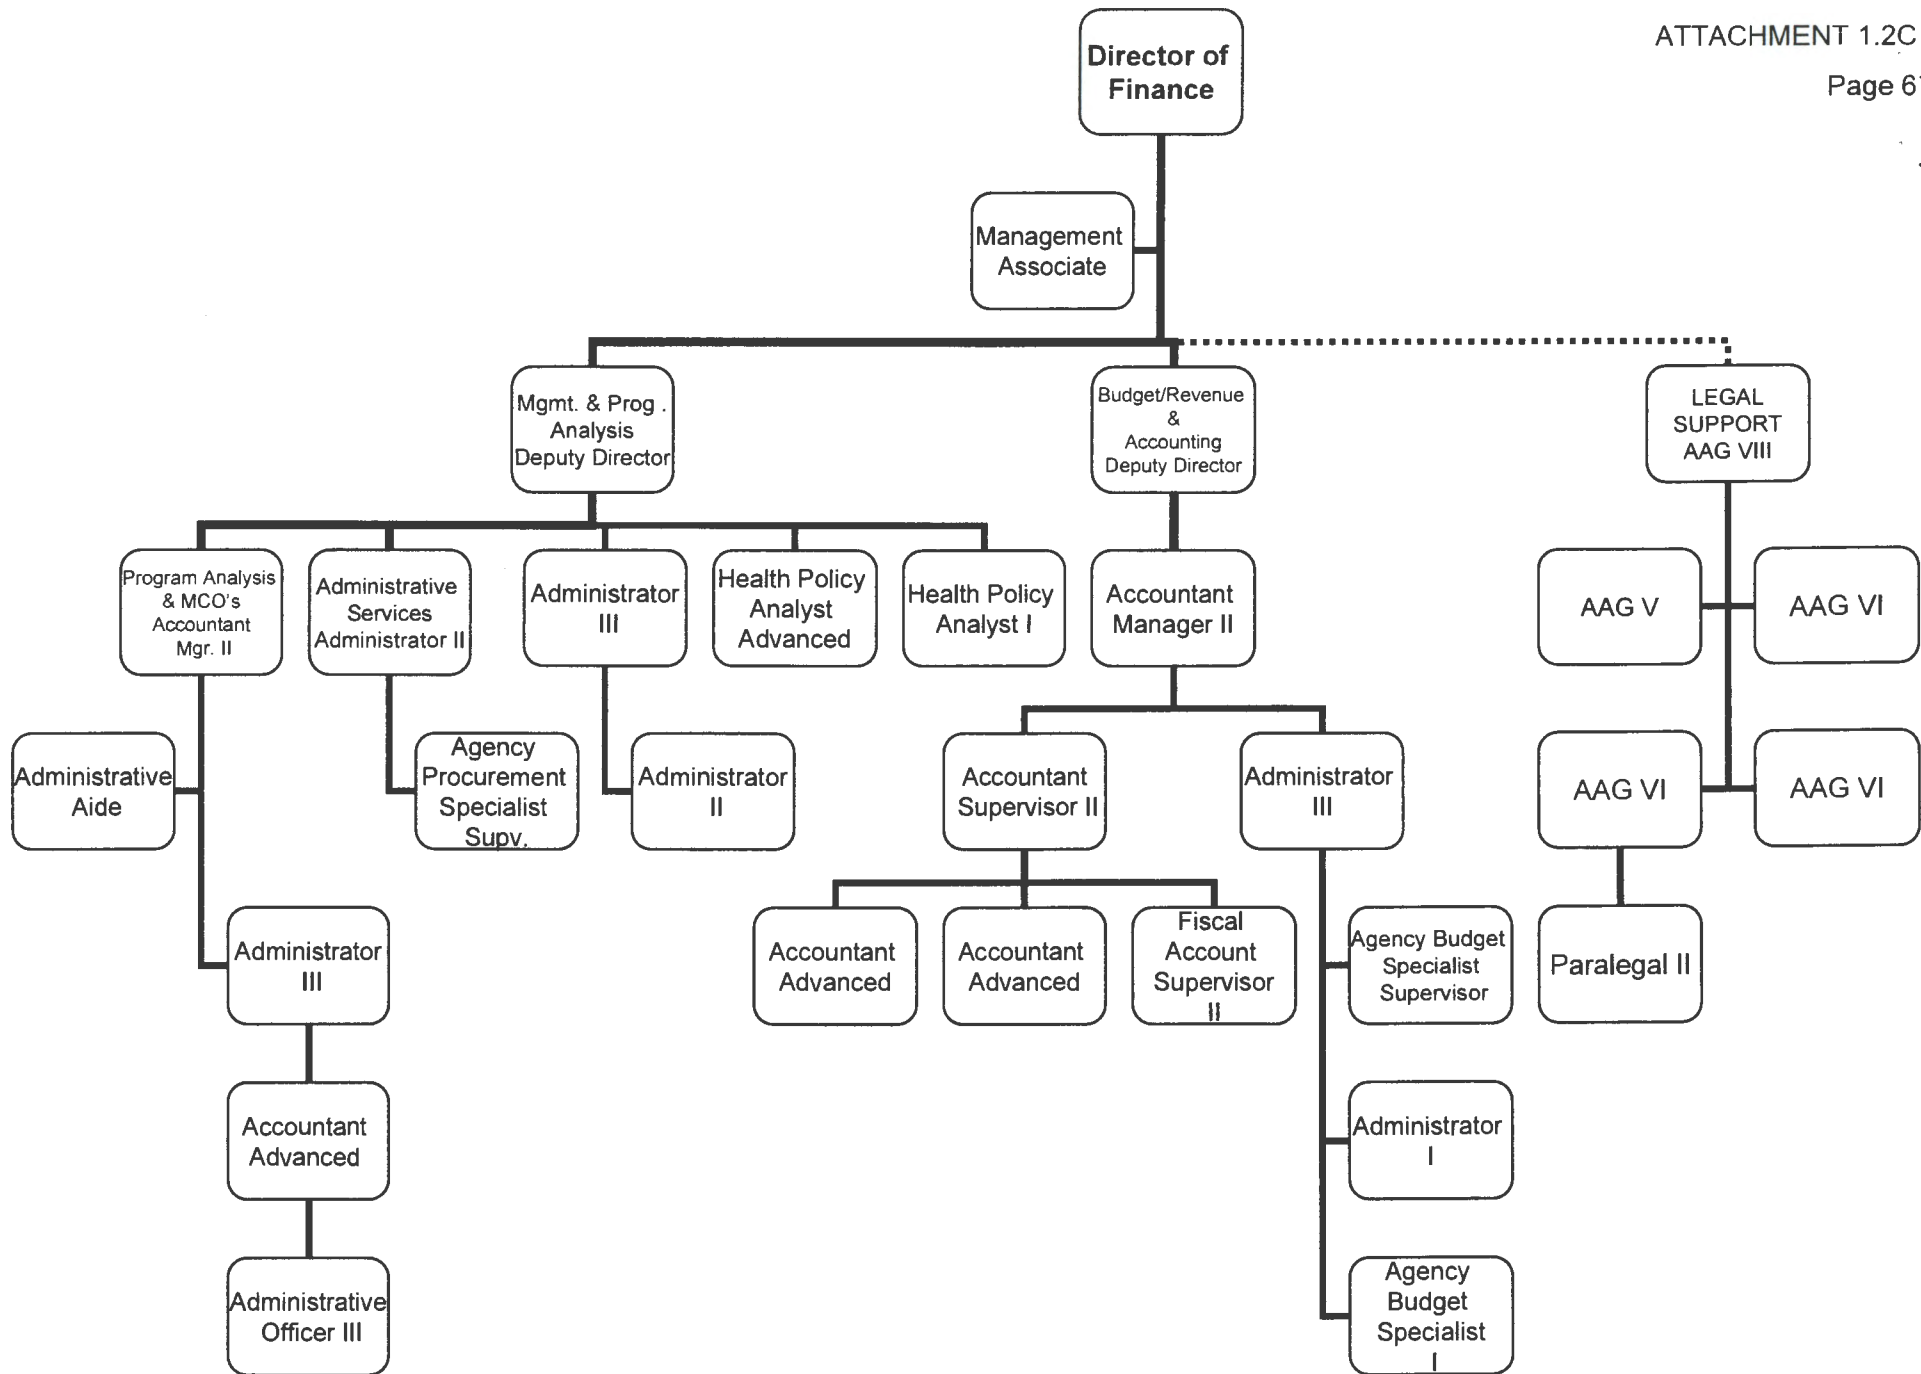 ATTACHMENT 1.2C
Page 6
Director of
Finance
Management
Associate
Mgmt. & Prog .
Analysis
Deputy Director
Budget/Revenue
&
Accounting
Deputy Director
LEGAL
SUPPORT
AAG VIII
Program Analysis
& MCO's
Accountant
Mgr. II
Administrative
Services
Administrator II
Administrator
III
Health Policy
Analyst
Advanced
Health Policy
Analyst I
Accountant
Manager II
AAG V
AAG VI
Administrative
Aide
Agency
Procurement
Specialist
Supv.
Administrator
II
Accountant
Supervisor II
Administrator
III
AAG VI
AAG VI
Administrator
III
Accountant
Advanced
Accountant
Advanced
Fiscal
Account
Supervisor
II
Agency Budget
Specialist
Supervisor
Paralegal II
Accountant
Advanced
Administrator
I
Administrative
Officer III
Agency
Budget
Specialist
I